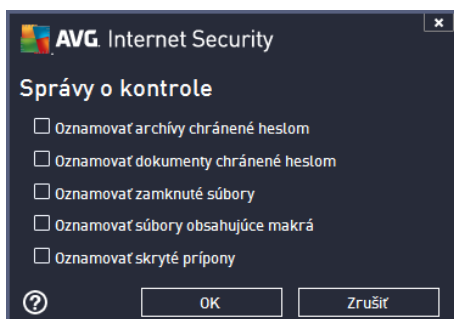 AVG. Internet Security
Správy o kontrole
Oznamovať archívy chránené heslom
Oznamovať dokumenty chránené heslom
Oznamovať zamknuté súbory
Oznamovať súbory obsahujúce makrá
Oznamovať skryté prípony
? OK Zrušiť